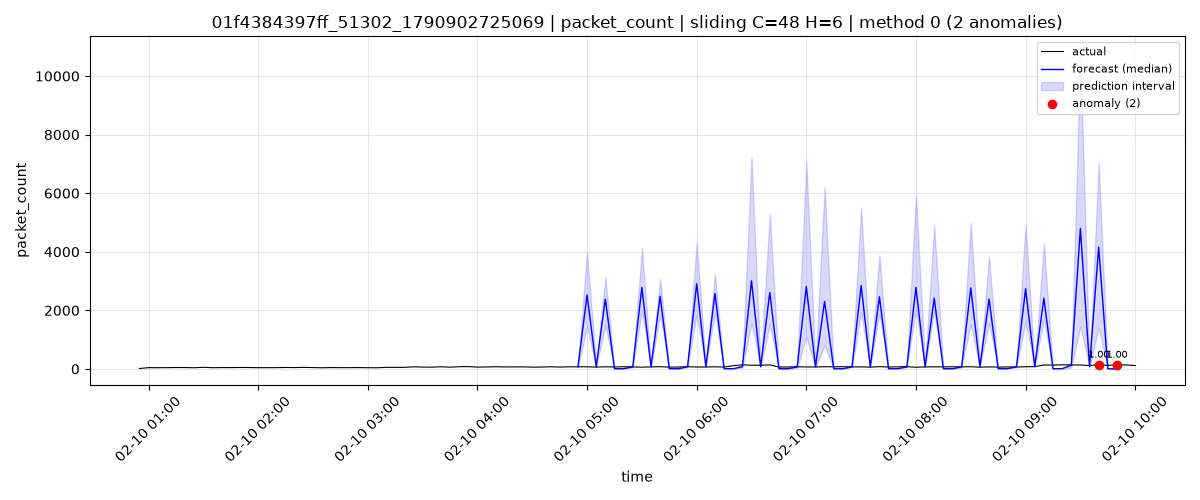 01f4384397ff_51302_1790902725069 | packet_count | sliding C=48 H=6 | method 0 (2 anomalies)
actual
forecast (median)
prediction interval
anomaly (2)
packet_count
10000
8000
6000
4000
2000
0
1.00
1.00
02-10 01:00
02-10 02:00
02-10 03:00
02-10 04:00
02-10 05:00
02-10 06:00
02-10 07:00
02-10 08:00
02-10 09:00
02-10 10:00
time